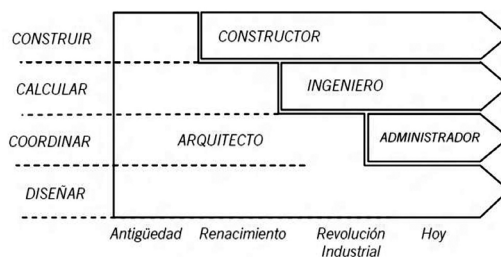 CONSTRUIR
CONSTRUCTOR
CALCULAR
INGENIERO
COORDINAR
ARQUITECTO
ADMINISTRADOR
DISEÑAR
Antigüedad
Renacimiento
Revolución
Industrial
Hoy